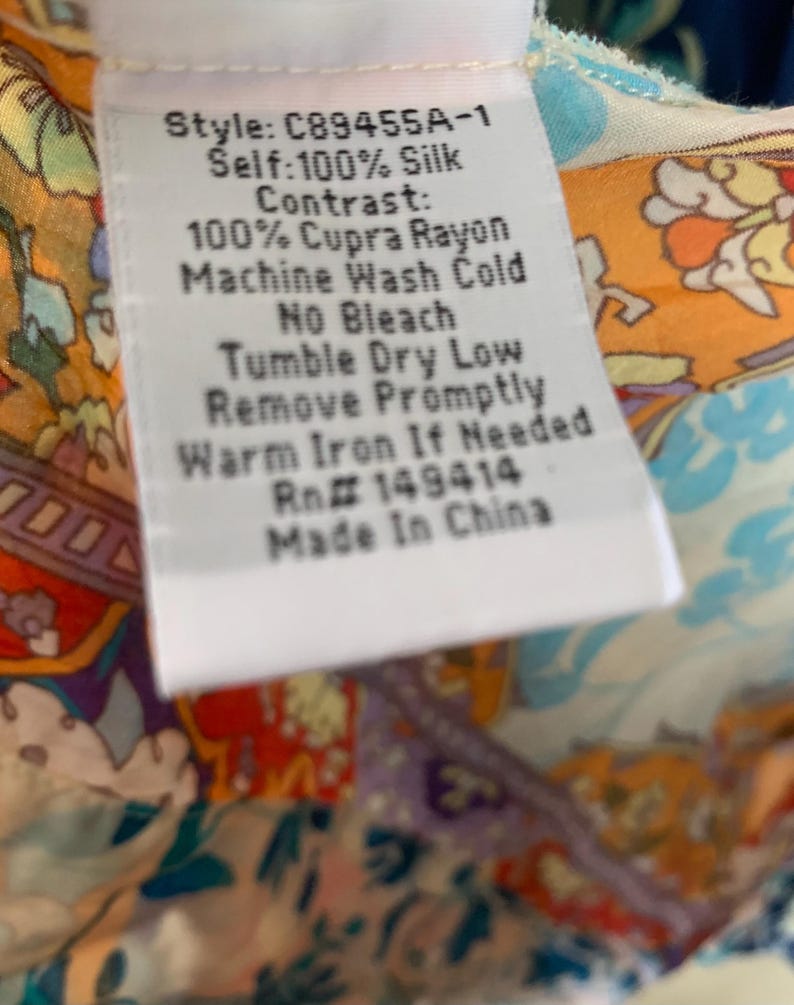 Style: C89455A-1
Self:100% Silk
Contrast:
100% Cupra Rayon
Machine Wash Cold
No Bleach
Tumble Dry Low
Remove Promptly
Warm Iron If Needed
Rn# 149414
Made In China